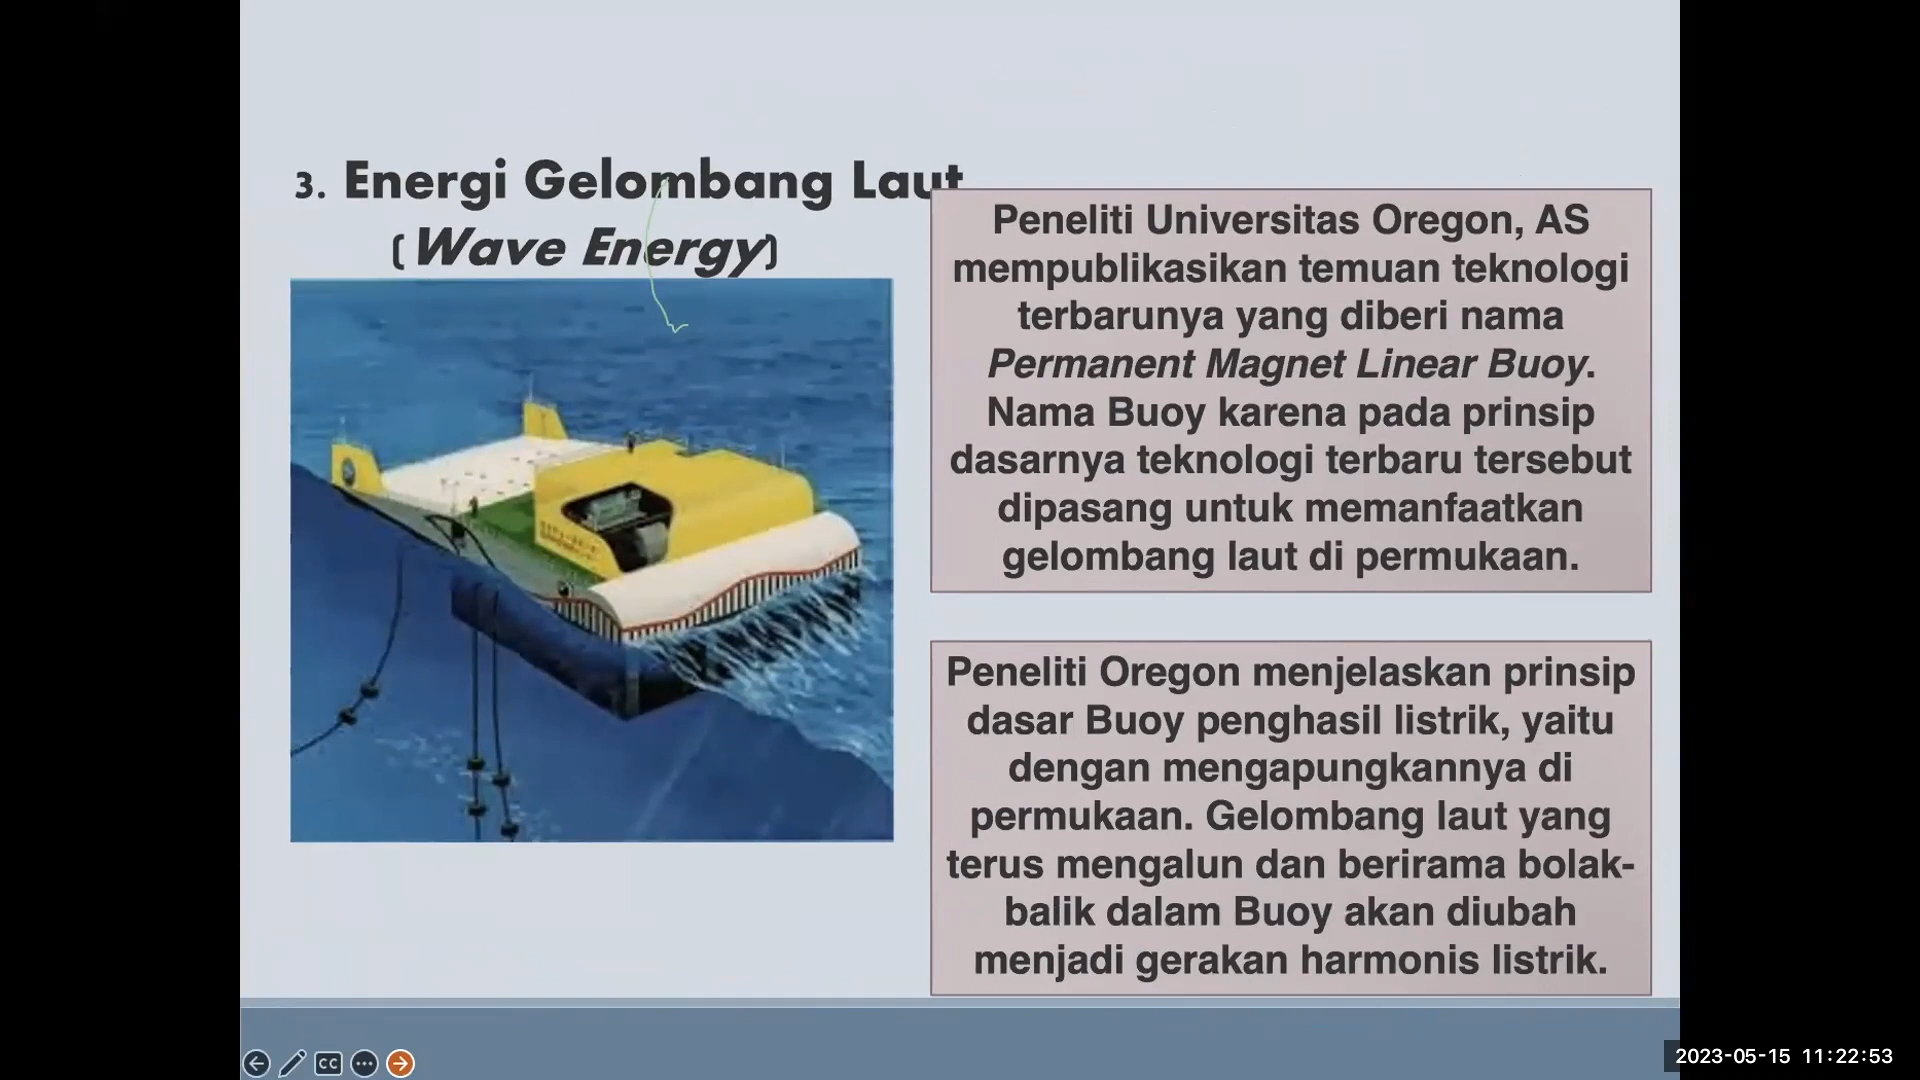 3. Energi Gelombang Laut
(Wave Energy)
Peneliti Universitas Oregon, AS
mempublikasikan temuan teknologi
terbarunya yang diberi nama
Permanent Magnet Linear Buoy.
Nama Buoy karena pada prinsip
dasarnya teknologi terbaru tersebut
dipasang untuk memanfaatkan
gelombang laut di permukaan.
Peneliti Oregon menjelaskan prinsip
dasar Buoy penghasil listrik, yaitu
dengan mengapungkannya di
permukaan. Gelombang laut yang
terus mengalun dan berirama bolak-
balik dalam Buoy akan diubah
menjadi gerakan harmonis listrik.
CC
2023-05-15 11:22:53